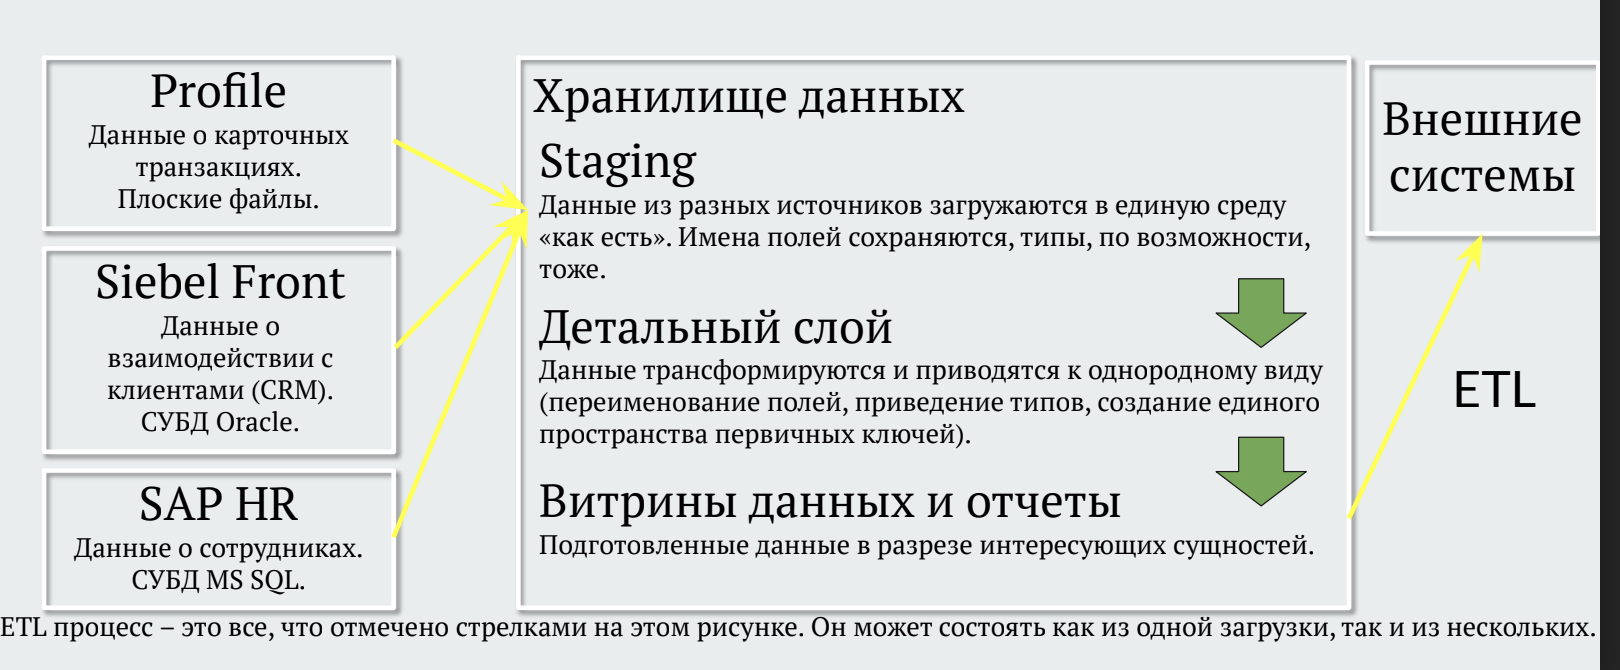 Profile
Данные о карточных
транзакциях.
Плоские файлы.
Siebel Front
Данные о
взаимодействии с
клиентами (CRM).
СУБД Oracle.
SAP HR
Данные о сотрудниках.
СУБД MS SQL.
Хранилище данных
Staging
Данные из разных источников загружаются в единую среду
«как есть». Имена полей сохраняются, типы, по возможности,
тоже.
Детальный слой
Данные трансформируются и приводятся к однородному виду
(переименование полей, приведение типов, создание единого
пространства первичных ключей).
Витрины данных и отчеты
Подготовленные данные в разрезе интересующих сущностей.
Внешние
системы
ETL
ETL процесс – это все, что отмечено стрелками на этом рисунке. Он может состоять как из одной загрузки, так и из нескольких.